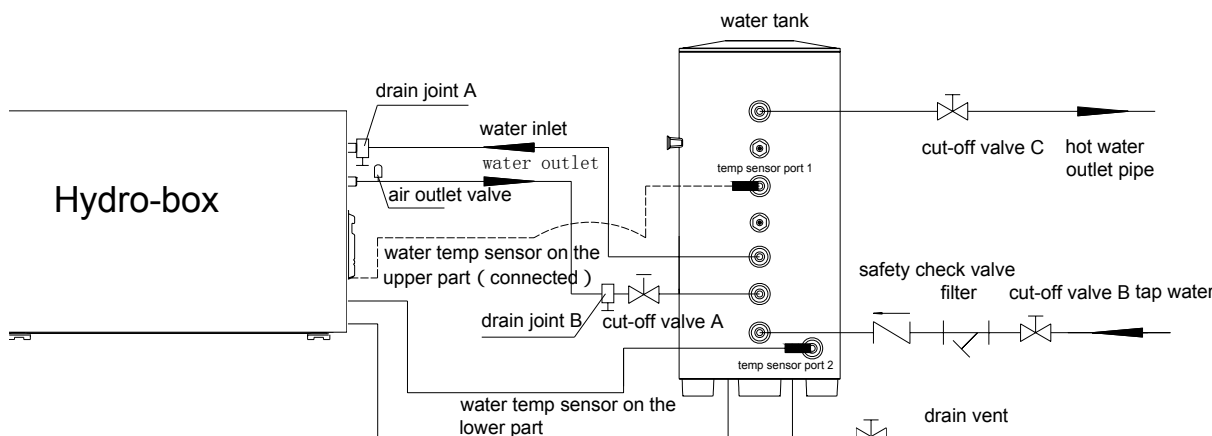 water tank
drain joint A
water inlet
water outlet
cut-off valve C
hot water
outlet pipe
temp sensor port 1
Hydro-box
air outlet valve
water temp sensor on the
upper part（connected）
safety check valve
filter
cut-off valve B tap water
drain joint B
cut-off valve A
temp sensor port 2
water temp sensor on the
lower part
drain vent